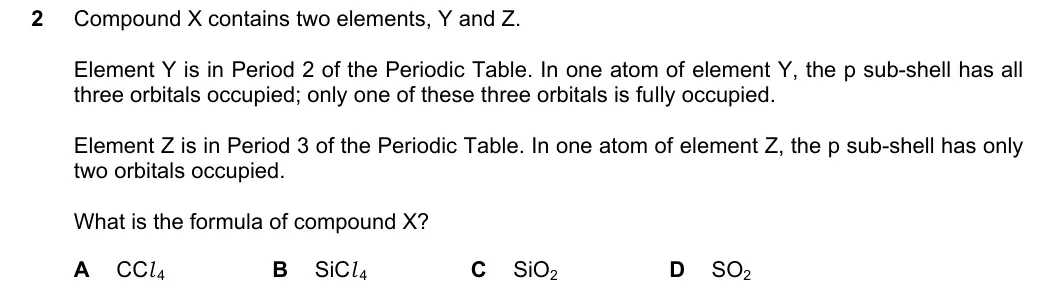 2 Compound X contains two elements, Y and Z.
Element Y is in Period 2 of the Periodic Table. In one atom of element Y, the p sub-shell has all
three orbitals occupied; only one of these three orbitals is fully occupied.
Element Z is in Period 3 of the Periodic Table. In one atom of element Z, the p sub-shell has only
two orbitals occupied.
What is the formula of compound X?
A CCl₄ B SiCl₄ C SiO₂ D SO₂